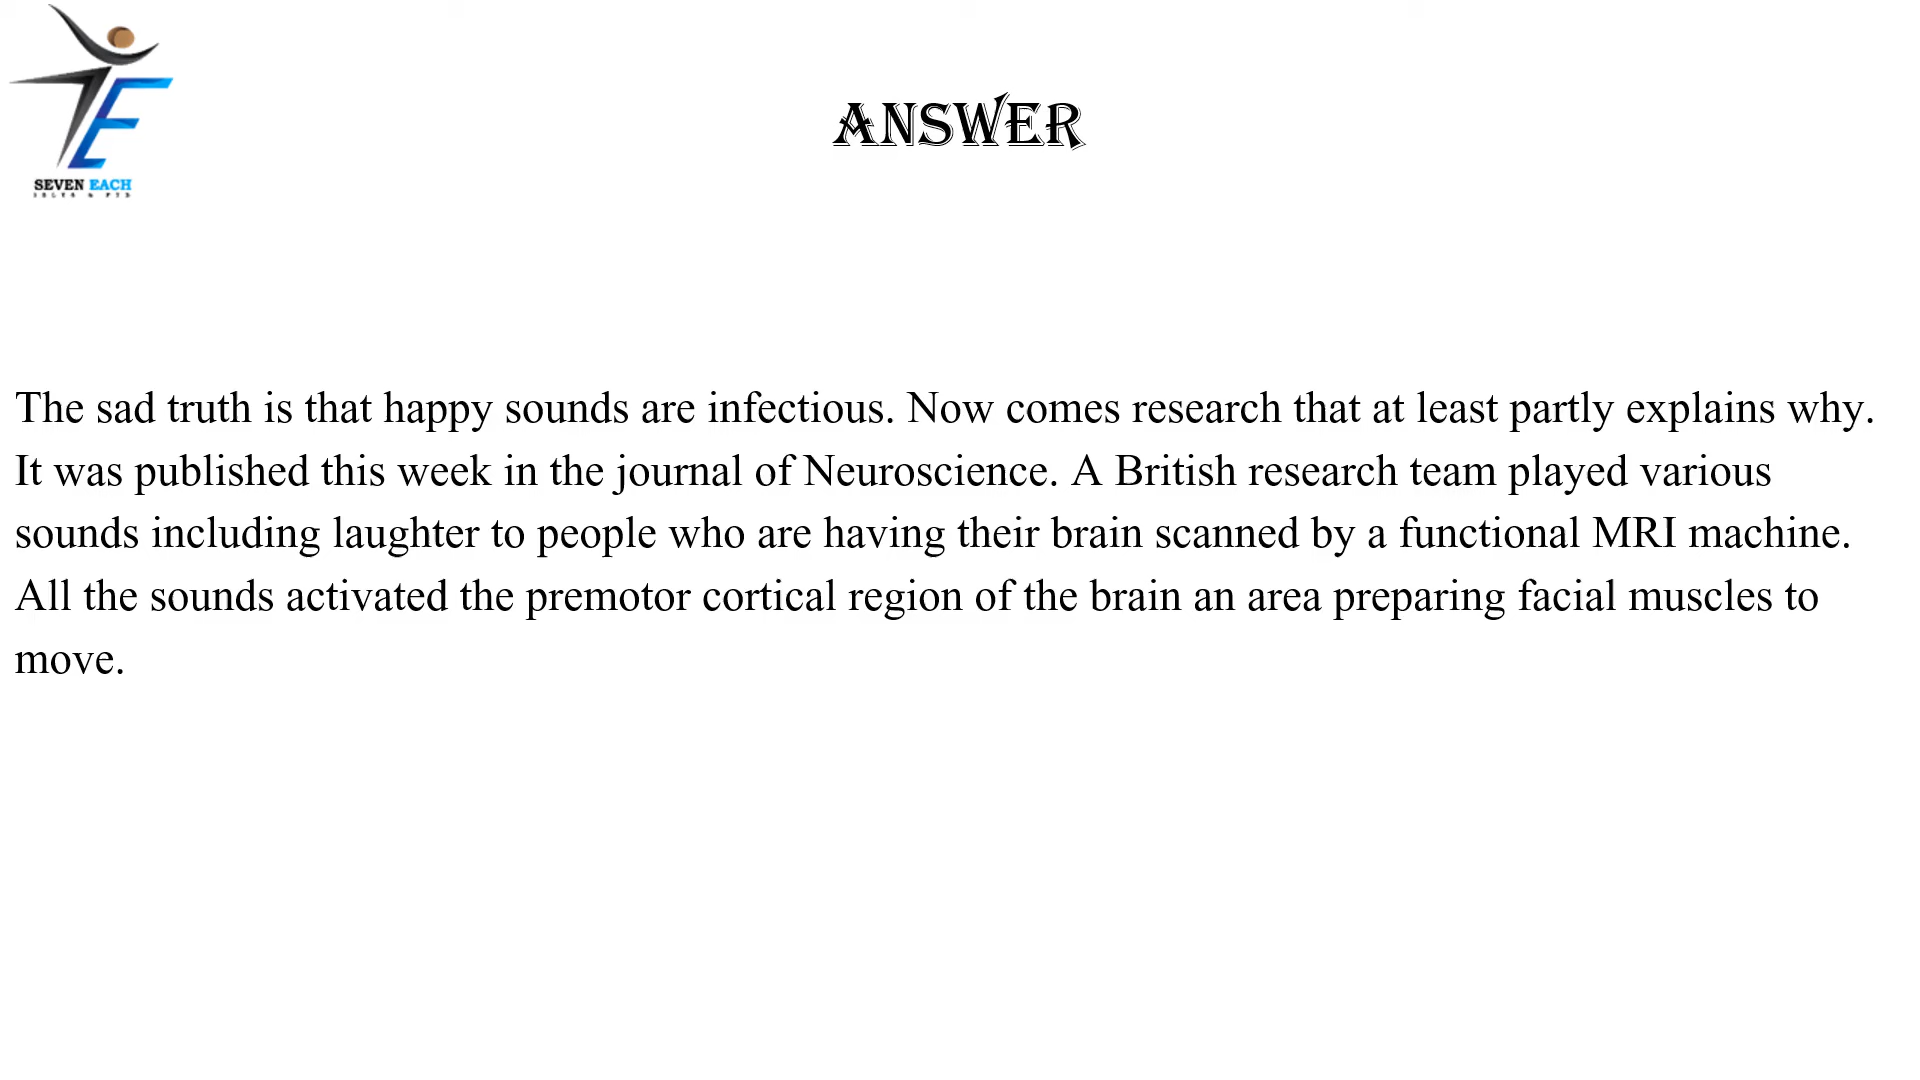 SEVEN EACH
IELTS & PTE
ANSWER
The sad truth is that happy sounds are infectious. Now comes research that at least partly explains why.
It was published this week in the journal of Neuroscience. A British research team played various
sounds including laughter to people who are having their brain scanned by a functional MRI machine.
All the sounds activated the premotor cortical region of the brain an area preparing facial muscles to
move.